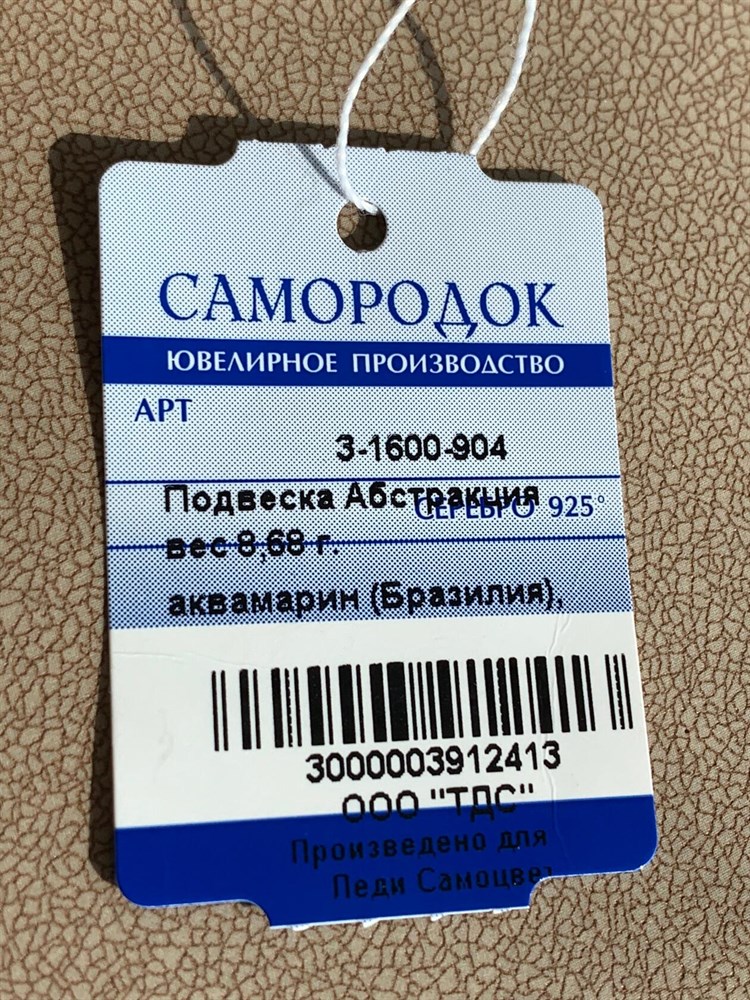 САМОРОДОК
ЮВЕЛИРНОЕ ПРОИЗВОДСТВО
АРТ
3-1600-904
Подвеска Абстракция
СЕРЕБРО 925°
вес 8,68 г.
аквамарин (Бразилия),
3000003912413
ООО "ТДС"
Произведено для
Леди Самоцвет